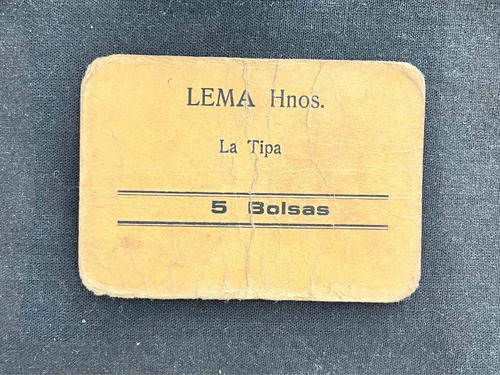 LEMA Hnos.
La Tipa
5 Bolsas